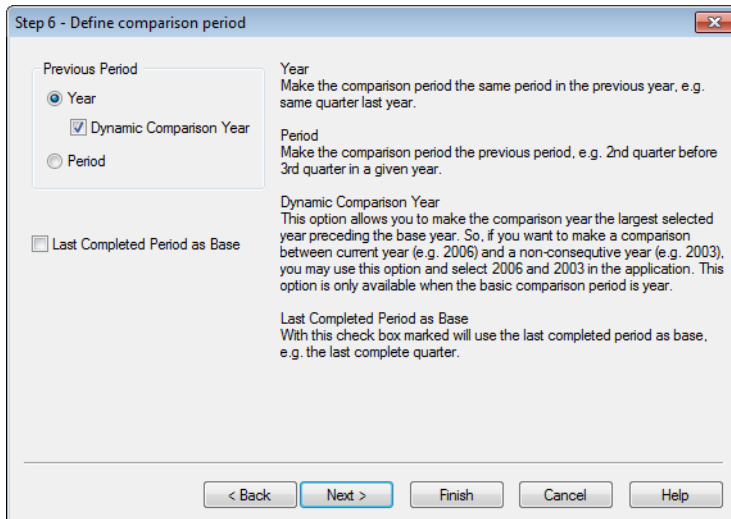 Step 6 - Define comparison period
Previous Period
Year
Dynamic Comparison Year
Period
Last Completed Period as Base
Year
Make the comparison period the same period in the previous year, e.g.
same quarter last year.
Period
Make the comparison period the previous period, e.g. 2nd quarter before
3rd quarter in a given year.
Dynamic Comparison Year
This option allows you to make the comparison year the largest selected
year preceding the base year. So, if you want to make a comparison
between current year (e.g. 2006) and a non-consequtive year (e.g. 2003),
you may use this option and select 2006 and 2003 in the application. This
option is only available when the basic comparison period is year.
Last Completed Period as Base
With this check box marked will use the last completed period as base,
e.g. the last complete quarter.
< Back
Next >
Finish
Cancel
Help